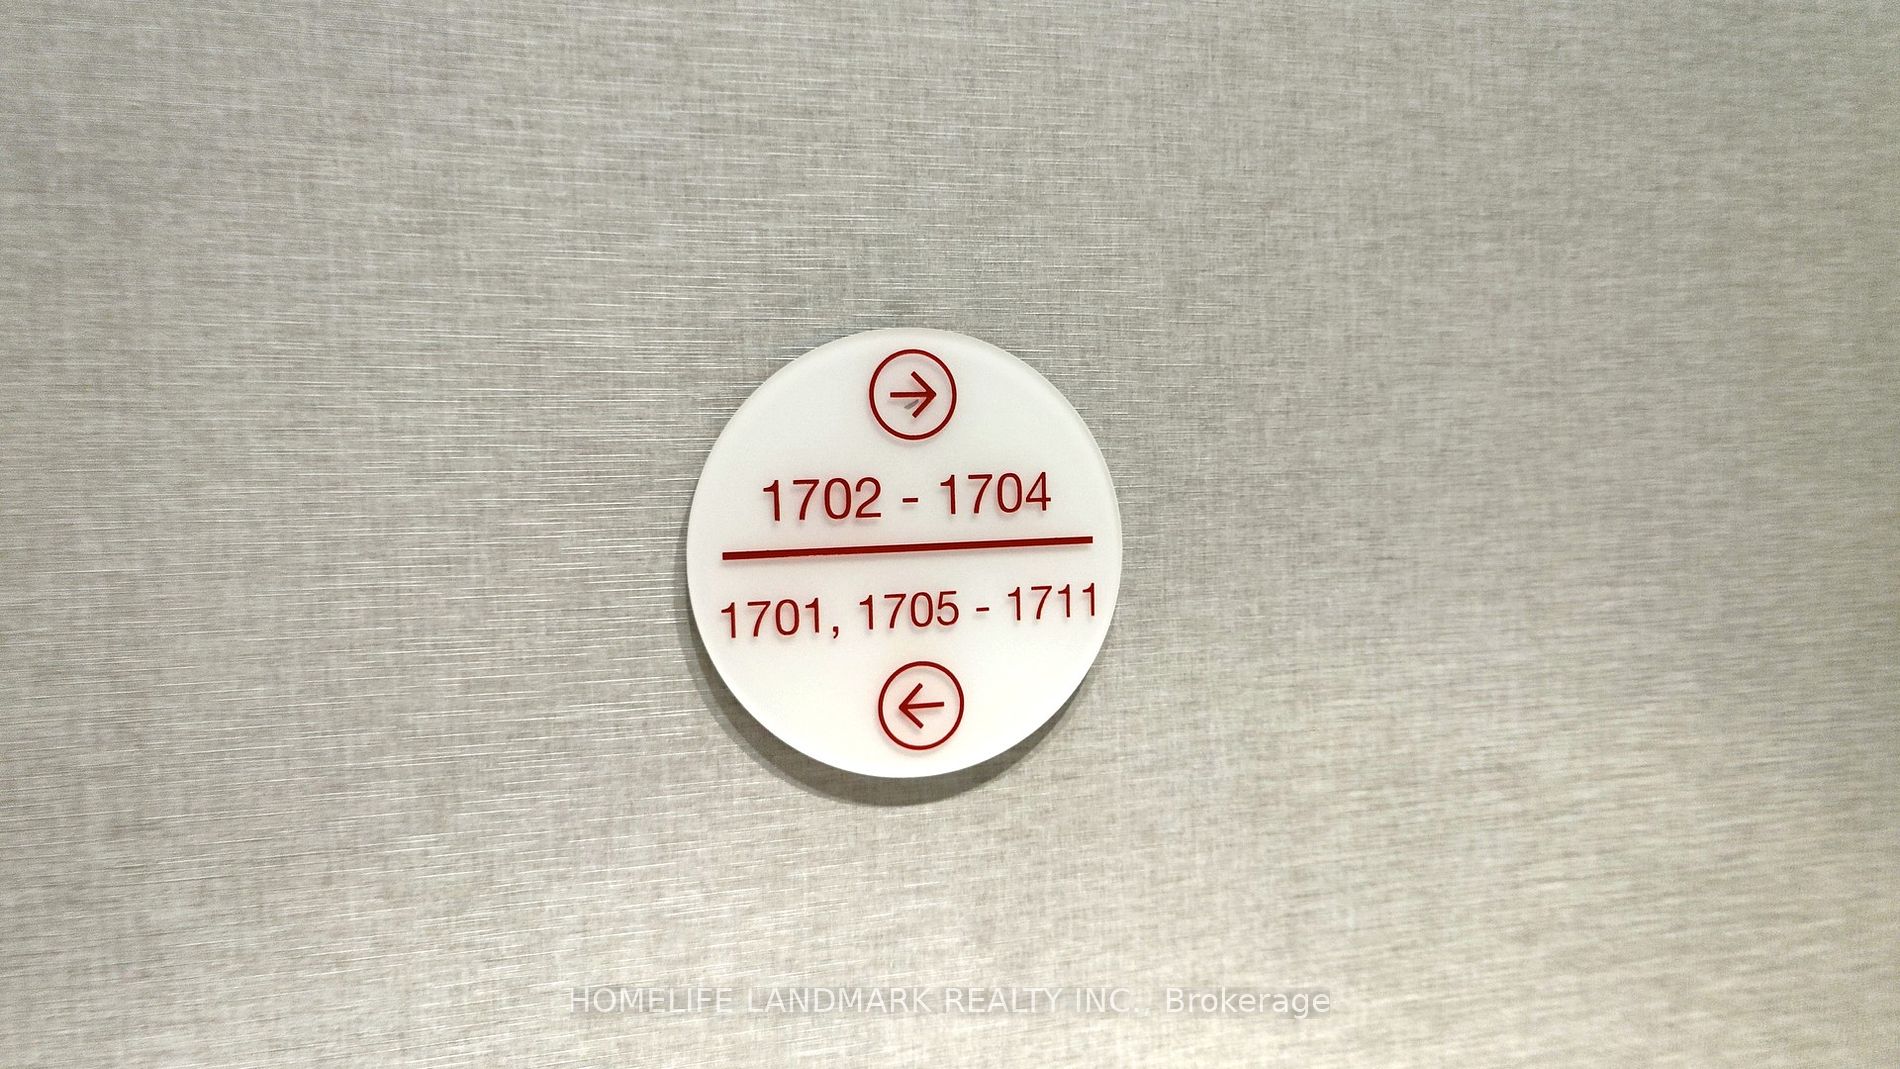 1702 - 1704
1701, 1705 - 1711
HOMELIFE LANDMARK REALTY INC., Brokerage